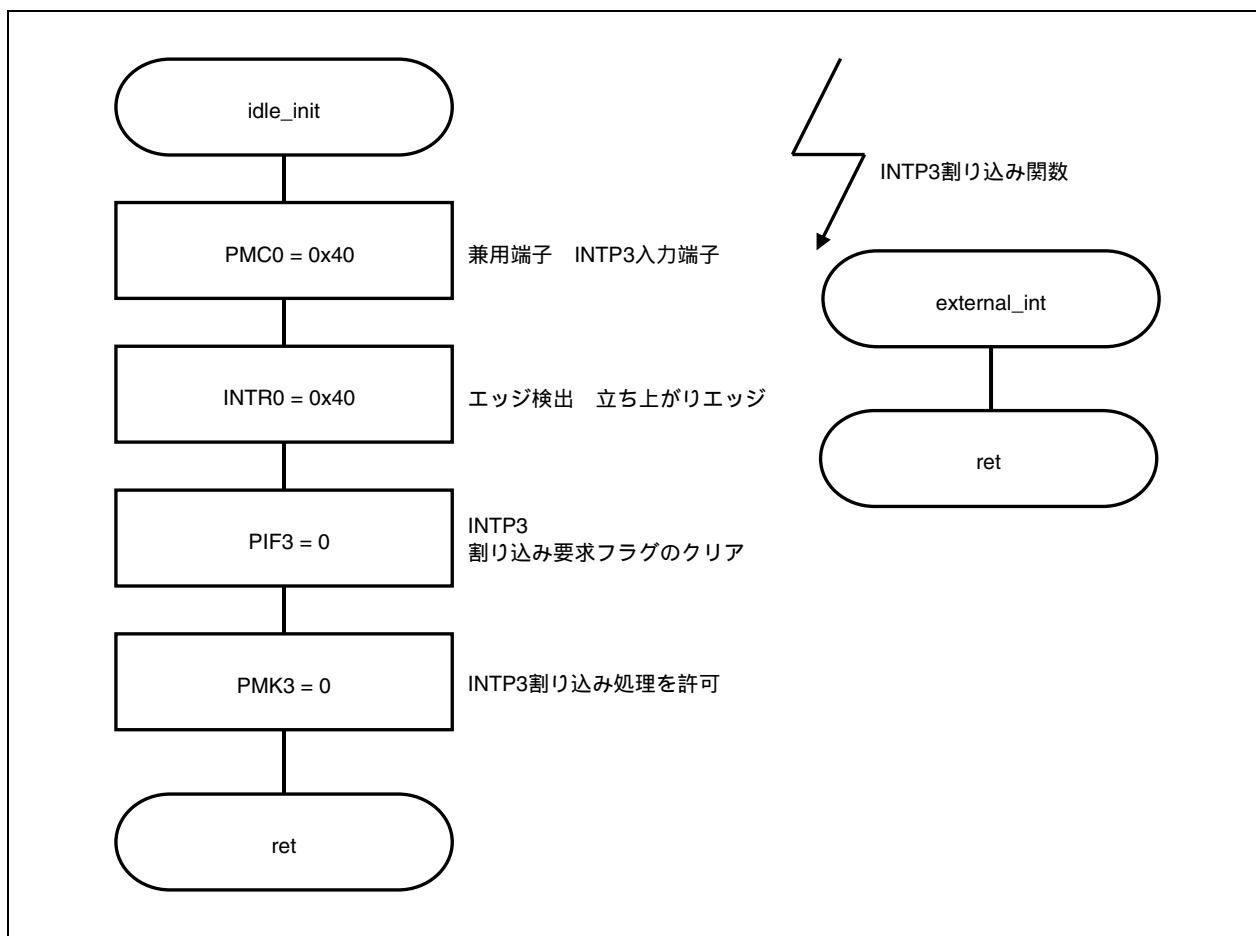 idle_init
PMC0 = 0x40
兼用端子　INTP3入力端子
INTR0 = 0x40
エッジ検出　立ち上がりエッジ
PIF3 = 0
INTP3
割り込み要求フラグのクリア
PMK3 = 0
INTP3割り込み処理を許可
ret
INTP3割り込み関数
external_int
ret